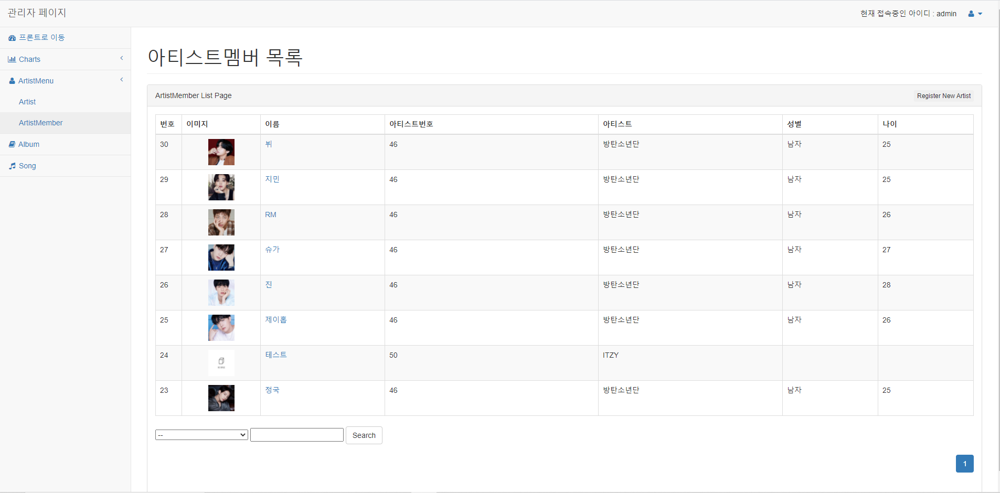 관리자 페이지
현재 접속중인 아이디 : admin
프론트로 이동
Charts
ArtistMenu
Artist
ArtistMember
Album
Song
아티스트멤버 목록
ArtistMember List Page
Register New Artist
번호 이미지 이름 아티스트번호 아티스트 성별 나이
30 뷔 46 방탄소년단 남자 25
29 지민 46 방탄소년단 남자 25
28 RM 46 방탄소년단 남자 26
27 슈가 46 방탄소년단 남자 27
26 진 46 방탄소년단 남자 28
25 제이홉 46 방탄소년단 남자 26
24 테스트 50 ITZY
23 정국 46 방탄소년단 남자 25
-- Search
1